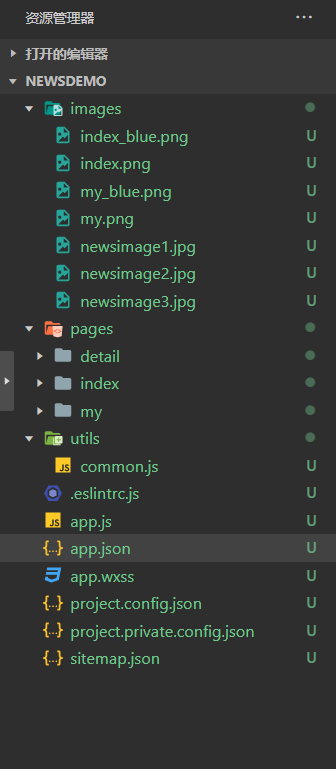 资源管理器 ···
打开的编辑器
NEWSDEMO
images
index_blue.png U
index.png U
my_blue.png U
my.png U
newsimage1.jpg U
newsimage2.jpg U
newsimage3.jpg U
pages
detail
index
my
utils
JS common.js U
.eslintrc.js U
JS app.js U
{..} app.json U
app.wxss U
{..} project.config.json U
{..} project.private.config.json U
{..} sitemap.json U